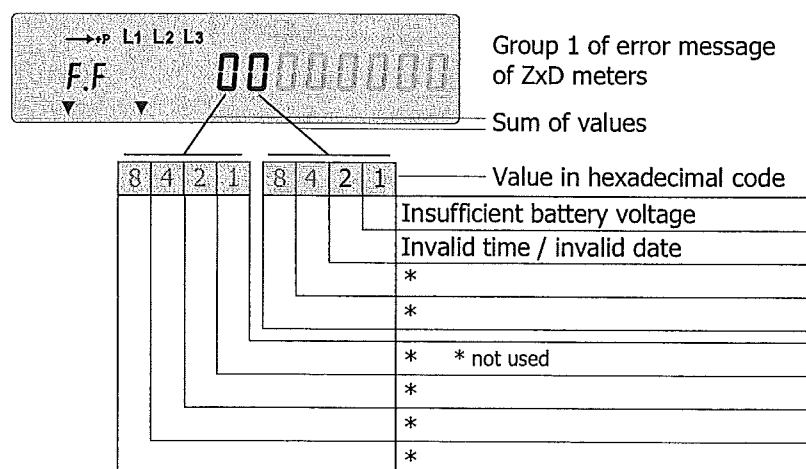 P L1 L2 L3
F.F 00000000
Group 1 of error message
of ZxD meters
Sum of values
8 4 2 1 8 4 2 1
Value in hexadecimal code
Insufficient battery voltage
Invalid time / invalid date
*
*
* * not used
*
*
*